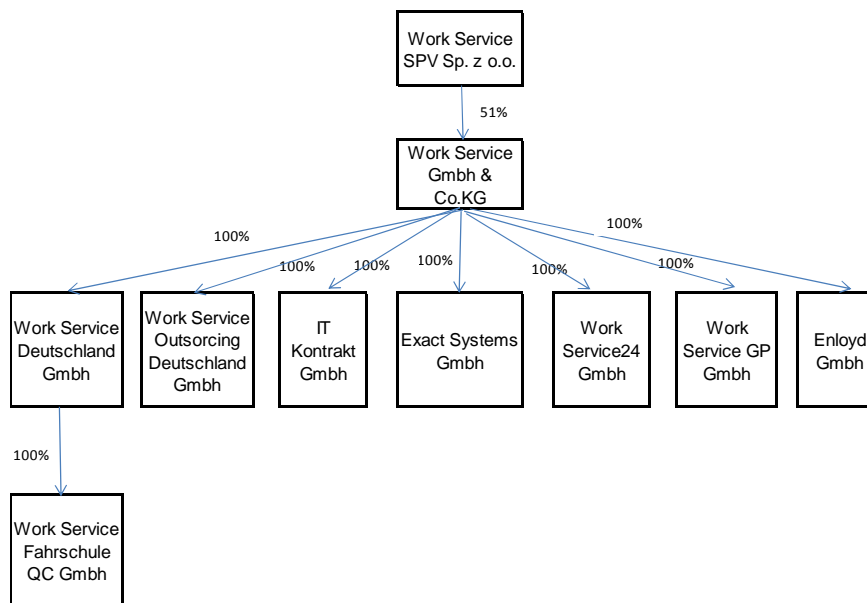 Work Service
SPV Sp. z o.o.
51%
Work Service
Gmbh &
Co.KG
100%
100%
100%
100%
100%
100%
100%
Work Service
Deutschland
Gmbh
Work Service
Outsorcing
Deutschland
Gmbh
IT
Kontrakt
Gmbh
Exact Systems
Gmbh
Work
Service24
Gmbh
Work
Service GP
Gmbh
Enloyd
Gmbh
100%
Work Service
Fahrschule
QC Gmbh